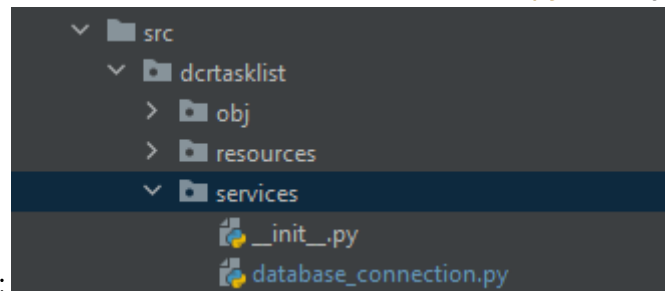 src
dcrtasklist
obj
resources
services
__init__.py
: database_connection.py